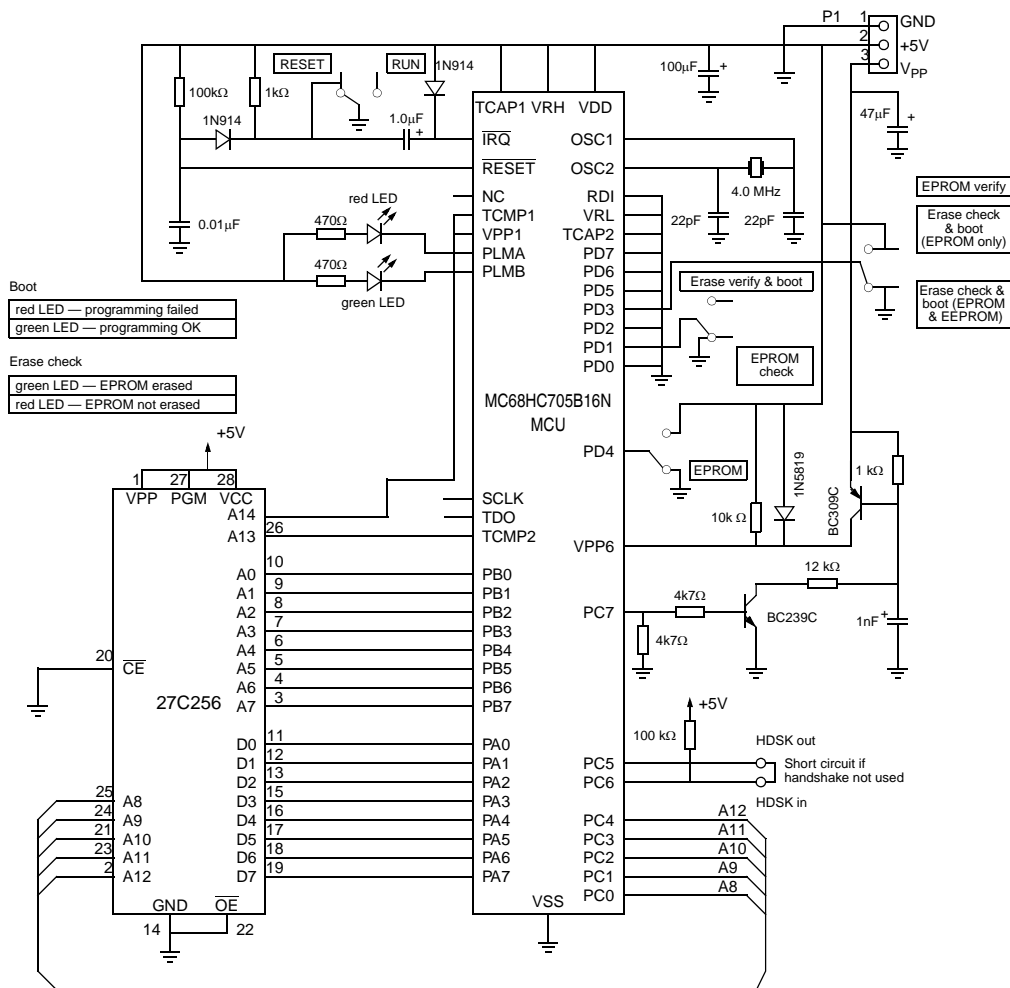 P1
1
GND
2
+5V
3
VPP
RESET
RUN
1N914
100µF
+
100kΩ
1kΩ
TCAP1 VRH VDD
47µF
+
1N914
1.0µF
+
IRQ
OSC1
RESET
OSC2
4.0 MHz
NC
RDI
EPROM verify
red LED
TCMP1
VRL
22pF
22pF
Erase check
& boot
(EPROM only)
0.01µF
470Ω
VPP1
TCAP2
PLMA
PD7
470Ω
PLMB
PD6
green LED
PD5
Erase verify & boot
Boot
PD3
Erase check &
boot (EPROM
& EEPROM)
red LED — programming failed
PD2
green LED — programming OK
PD1
PD0
EPROM
check
Erase check
green LED — EPROM erased
red LED — EPROM not erased
MC68HC705B16N
MCU
+5V
PD4
EPROM
1N5819
1 kΩ
BC309C
1
27
28
VPP
PGM
VCC
SCLK
A14
TDO
10k Ω
A13
26
TCMP2
VPP6
A0
10
PB0
12 kΩ
A1
9
PB1
A2
8
PB2
PC7
4k7Ω
BC239C
1nF
+
A3
7
PB3
4k7Ω
A4
6
PB4
20
CE
A5
5
PB5
A6
4
PB6
27C256
A7
3
PB7
+5V
100 kΩ
D0
11
PA0
HDSK out
D1
12
PA1
PC5
Short circuit if
handshake not used
D2
13
PA2
PC6
25
A8
D3
15
PA3
HDSK in
24
A9
D4
16
PA4
PC4
A12
21
A10
D5
17
PA5
PC3
A11
23
A11
D6
18
PA6
PC2
A10
2
A12
D7
19
PA7
PC1
A9
PC0
A8
GND
OE
VSS
14
22